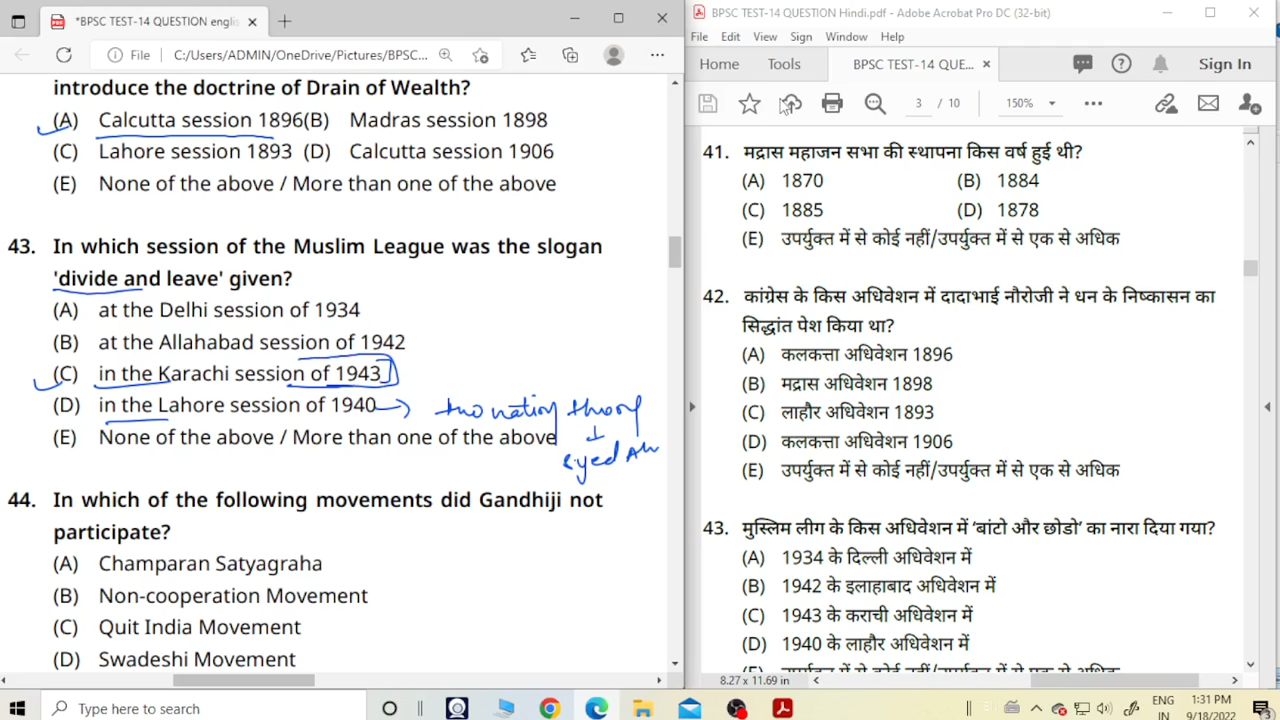 *BPSC TEST-14 QUESTION englis
File
C:/Users/ADMIN/OneDrive/Pictures/BPSC...
introduce the doctrine of Drain of Wealth?
(A) Calcutta session 1896(B) Madras session 1898
(C) Lahore session 1893 (D) Calcutta session 1906
(E) None of the above / More than one of the above
43. In which session of the Muslim League was the slogan
'divide and leave' given?
(A) at the Delhi session of 1934
(B) at the Allahabad session of 1942
(C) in the Karachi session of 1943
(D) in the Lahore session of 1940
two nation theory
(E) None of the above / More than one of the above
syed Ah
44. In which of the following movements did Gandhiji not
participate?
(A) Champaran Satyagraha
(B) Non-cooperation Movement
(C) Quit India Movement
(D) Swadeshi Movement
BPSC TEST-14 QUESTION Hindi.pdf - Adobe Acrobat Pro DC (32-bit)
File Edit View Sign Window Help
Home Tools BPSC TEST-14 QUE... Sign In
3 / 10 150%
41. मद्रास महाजन सभा की स्थापना किस वर्ष हुई थी?
(A) 1870 (B) 1884
(C) 1885 (D) 1878
(E) उपर्युक्त में से कोई नहीं/उपर्युक्त में से एक से अधिक
42. कांग्रेस के किस अधिवेशन में दादाभाई नौरोजी ने धन के निष्कासन का
सिद्धांत पेश किया था?
(A) कलकत्ता अधिवेशन 1896
(B) मद्रास अधिवेशन 1898
(C) लाहौर अधिवेशन 1893
(D) कलकत्ता अधिवेशन 1906
(E) उपर्युक्त में से कोई नहीं/उपर्युक्त में से एक से अधिक
43. मुस्लिम लीग के किस अधिवेशन में 'बांटो और छोडो' का नारा दिया गया?
(A) 1934 के दिल्ली अधिवेशन में
(B) 1942 के इलाहाबाद अधिवेशन में
(C) 1943 के कराची अधिवेशन में
(D) 1940 के लाहौर अधिवेशन में
8.27 x 11.69 in
Type here to search
ENG 1:31 PM
IN 9/18/2022